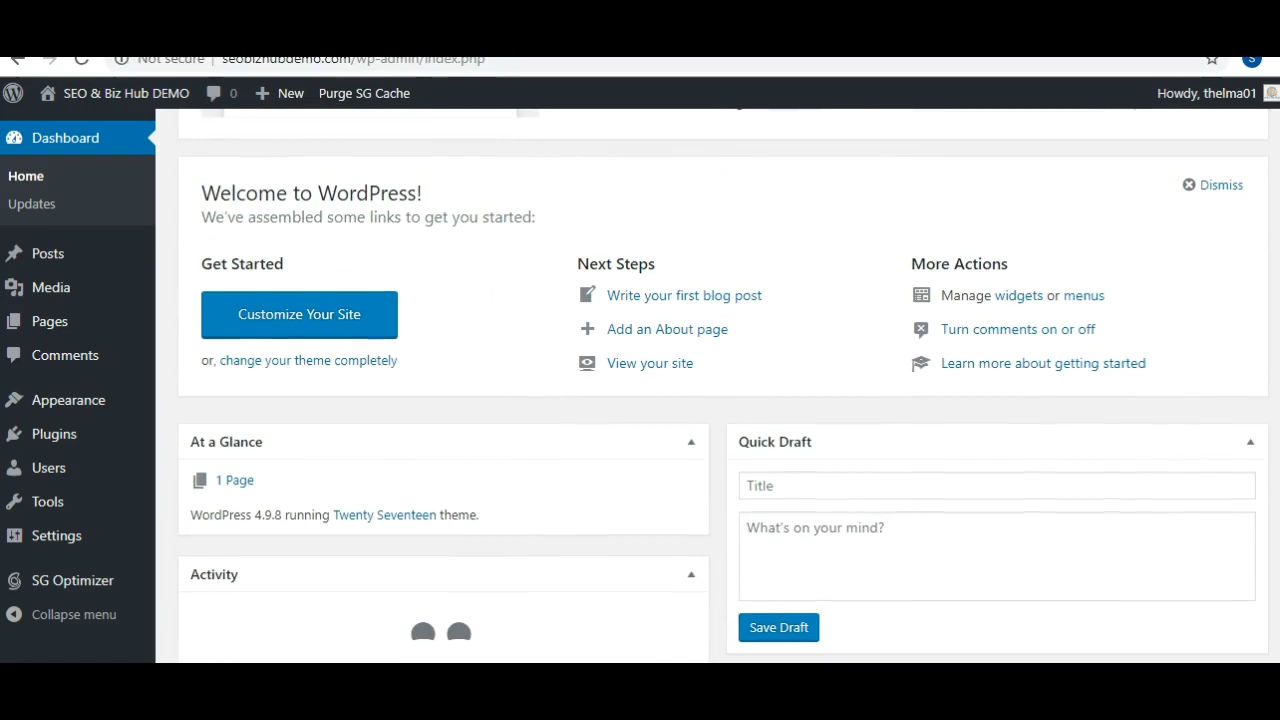 Not secure | seobizhubdemo.com/wp-admin/index.php
S
SEO & Biz Hub DEMO 0 New Purge SG Cache Howdy, thelma01
Dashboard
Home
Updates
Posts
Media
Pages
Comments
Appearance
Plugins
Users
Tools
Settings
SG Optimizer
Collapse menu
Welcome to WordPress!
Dismiss
We've assembled some links to get you started:
Get Started
Customize Your Site
or, change your theme completely
Next Steps
Write your first blog post
Add an About page
View your site
More Actions
Manage widgets or menus
Turn comments on or off
Learn more about getting started
At a Glance
1 Page
WordPress 4.9.8 running Twenty Seventeen theme.
Activity
Quick Draft
Title
What's on your mind?
Save Draft